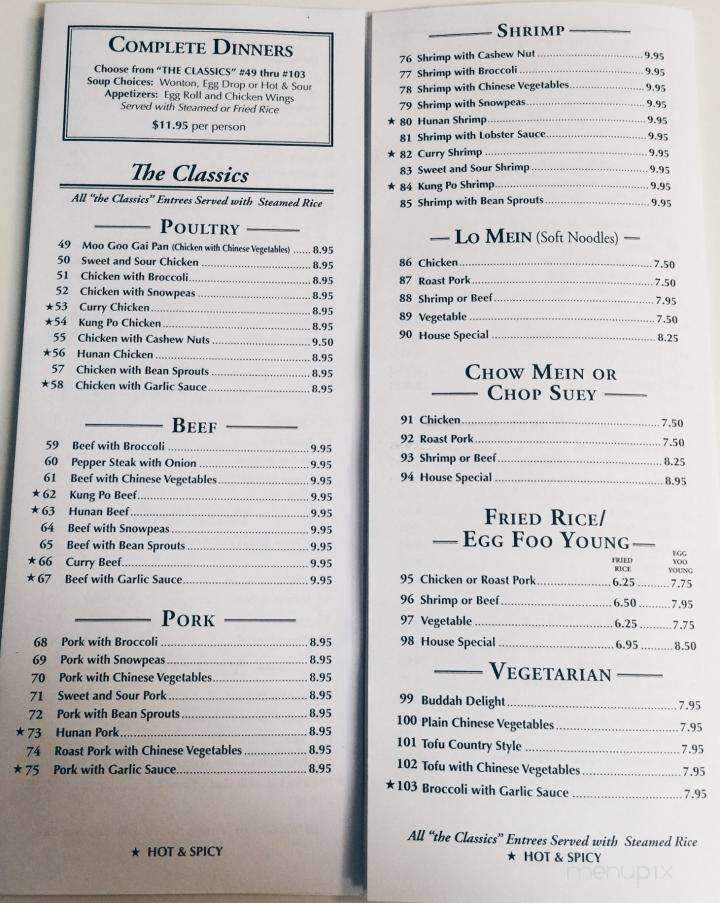 COMPLETE DINNERS
Choose from "THE CLASSICS" #49 thru #103
Soup Choices: Wonton, Egg Drop or Hot & Sour
Appetizers: Egg Roll and Chicken Wings
Served with Steamed or Fried Rice
$11.95 per person
The Classics
All "the Classics" Entrees Served with Steamed Rice
POULTRY
49 Moo Goo Gai Pan (Chicken with Chinese Vegetables) ...... 8.95
50 Sweet and Sour Chicken ...... 8.95
51 Chicken with Broccoli...... 8.95
52 Chicken with Snowpeas ...... 8.95
★53 Curry Chicken...... 8.95
★54 Kung Po Chicken...... 8.95
55 Chicken with Cashew Nuts ...... 9.50
★56 Hunan Chicken ...... 8.95
57 Chicken with Bean Sprouts ...... 8.95
★58 Chicken with Garlic Sauce...... 8.95
BEEF
59 Beef with Broccoli ...... 9.95
60 Pepper Steak with Onion ...... 9.95
61 Beef with Chinese Vegetables...... 9.95
★62 Kung Po Beef...... 9.95
★63 Hunan Beef...... 9.95
64 Beef with Snowpeas ...... 9.95
65 Beef with Bean Sprouts ...... 9.95
★66 Curry Beef...... 9.95
★67 Beef with Garlic Sauce...... 9.95
PORK
68 Pork with Broccoli ...... 8.95
69 Pork with Snowpeas ...... 8.95
70 Pork with Chinese Vegetables...... 8.95
71 Sweet and Sour Pork ...... 8.95
72 Pork with Bean Sprouts ...... 8.95
★73 Hunan Pork...... 8.95
74 Roast Pork with Chinese Vegetables ...... 8.95
★75 Pork with Garlic Sauce...... 8.95
★ HOT & SPICY
SHRIMP
76 Shrimp with Cashew Nut ...... 9.95
77 Shrimp with Broccoli ...... 9.95
78 Shrimp with Chinese Vegetables...... 9.95
79 Shrimp with Snowpeas...... 9.95
★ 80 Hunan Shrimp...... 9.95
81 Shrimp with Lobster Sauce...... 9.95
★ 82 Curry Shrimp ...... 9.95
83 Sweet and Sour Shrimp ...... 9.95
★ 84 Kung Po Shrimp...... 9.95
85 Shrimp with Bean Sprouts ...... 9.95
LO MEIN (Soft Noodles)
86 Chicken...... 7.50
87 Roast Pork...... 7.50
88 Shrimp or Beef...... 7.95
89 Vegetable ...... 7.50
90 House Special ...... 8.25
CHOW MEIN OR
CHOP SUEY
91 Chicken...... 7.50
92 Roast Pork...... 7.50
93 Shrimp or Beef...... 8.25
94 House Special ...... 8.95
FRIED RICE/
EGG FOO YOUNG
FRIED RICE EGG FOO YOUNG
95 Chicken or Roast Pork...... 6.25 ...... 7.75
96 Shrimp or Beef...... 6.50 ...... 7.95
97 Vegetable ...... 6.25 ...... 7.75
98 House Special ...... 6.95 ...... 8.50
VEGETARIAN
99 Buddah Delight...... 7.95
100 Plain Chinese Vegetables...... 7.95
101 Tofu Country Style ...... 7.95
102 Tofu with Chinese Vegetables ...... 7.95
★103 Broccoli with Garlic Sauce ...... 7.95
All "the Classics" Entrees Served with Steamed Rice
★ HOT & SPICY
menupix